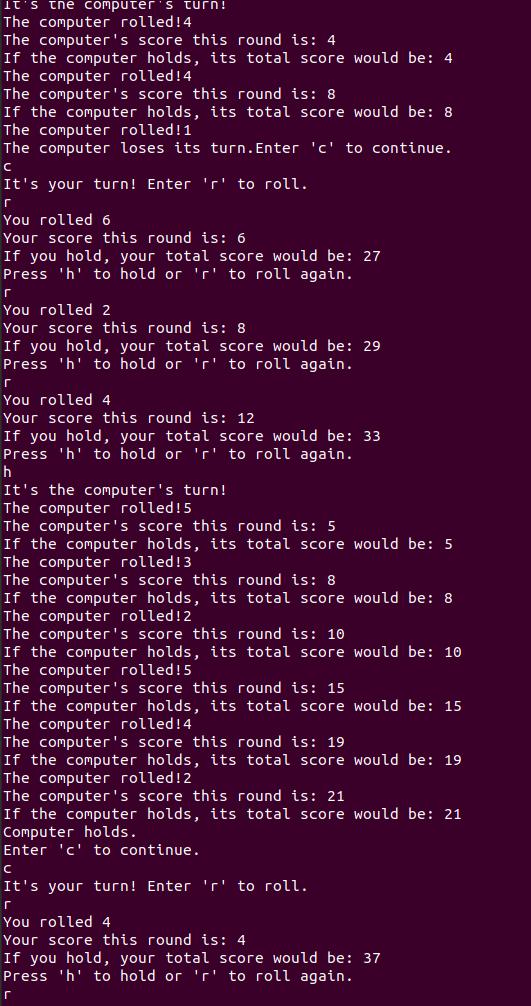 It's the computer's turn!
The computer rolled!4
The computer's score this round is: 4
If the computer holds, its total score would be: 4
The computer rolled!4
The computer's score this round is: 8
If the computer holds, its total score would be: 8
The computer rolled!1
The computer loses its turn.Enter 'c' to continue.
c
It's your turn! Enter 'r' to roll.
r
You rolled 6
Your score this round is: 6
If you hold, your total score would be: 27
Press 'h' to hold or 'r' to roll again.
r
You rolled 2
Your score this round is: 8
If you hold, your total score would be: 29
Press 'h' to hold or 'r' to roll again.
r
You rolled 4
Your score this round is: 12
If you hold, your total score would be: 33
Press 'h' to hold or 'r' to roll again.
h
It's the computer's turn!
The computer rolled!5
The computer's score this round is: 5
If the computer holds, its total score would be: 5
The computer rolled!3
The computer's score this round is: 8
If the computer holds, its total score would be: 8
The computer rolled!2
The computer's score this round is: 10
If the computer holds, its total score would be: 10
The computer rolled!5
The computer's score this round is: 15
If the computer holds, its total score would be: 15
The computer rolled!4
The computer's score this round is: 19
If the computer holds, its total score would be: 19
The computer rolled!2
The computer's score this round is: 21
If the computer holds, its total score would be: 21
Computer holds.
Enter 'c' to continue.
c
It's your turn! Enter 'r' to roll.
r
You rolled 4
Your score this round is: 4
If you hold, your total score would be: 37
Press 'h' to hold or 'r' to roll again.
r